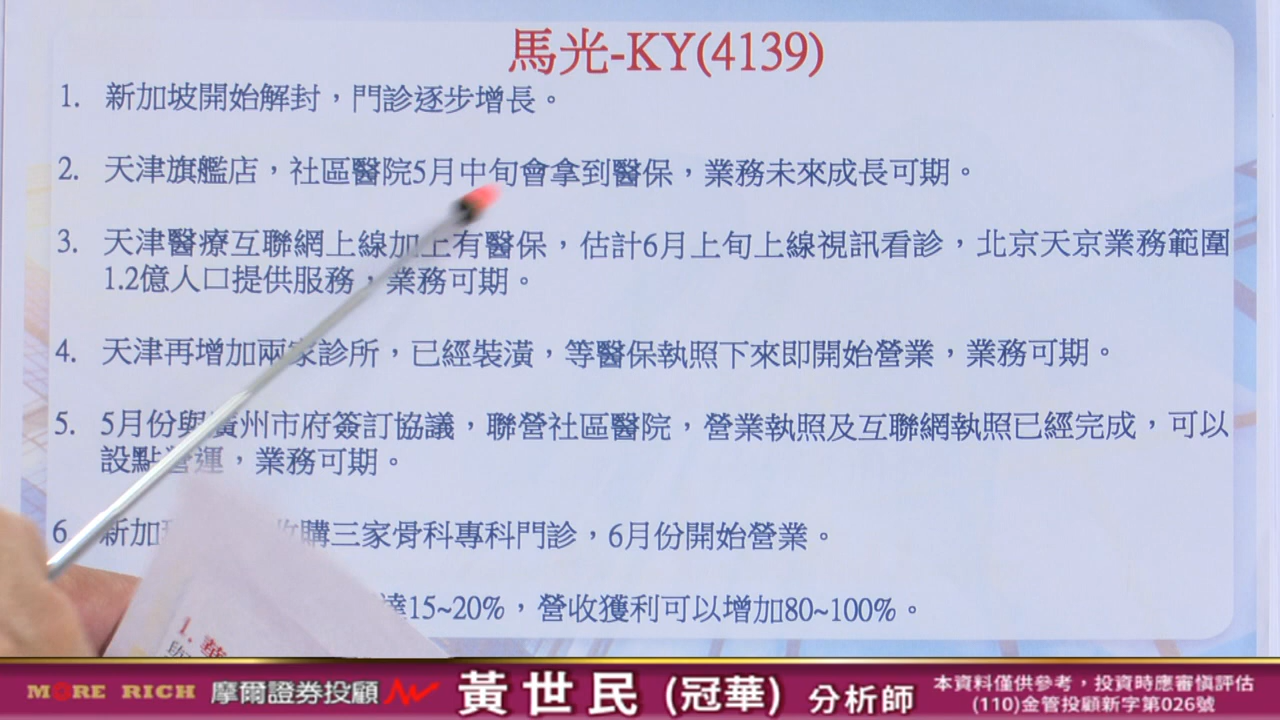 馬光-KY(4139)
1. 新加坡開始解封，門診逐步增長。
2. 天津旗艦店，社區醫院5月中旬會拿到醫保，業務未來成長可期。
3. 天津醫療互聯網上線加上有醫保，估計6月上旬上線視訊看診，北京天京業務範圍
1.2億人口提供服務，業務可期。
4. 天津再增加兩家診所，已經裝潢，等醫保執照下來即開始營業，業務可期。
5. 5月份與廣州市府簽訂協議，聯營社區醫院，營業執照及互聯網執照已經完成，可以
設點營運，業務可期。
6 新加 收購三家骨科專科門診，6月份開始營業。
達15~20%，營收獲利可以增加80~100%。
1.
MORE RICH 摩爾證券投顧 黃世民(冠華) 分析師
本資料僅供參考，投資時應審慎評估
(110)金管投顧新字第026號